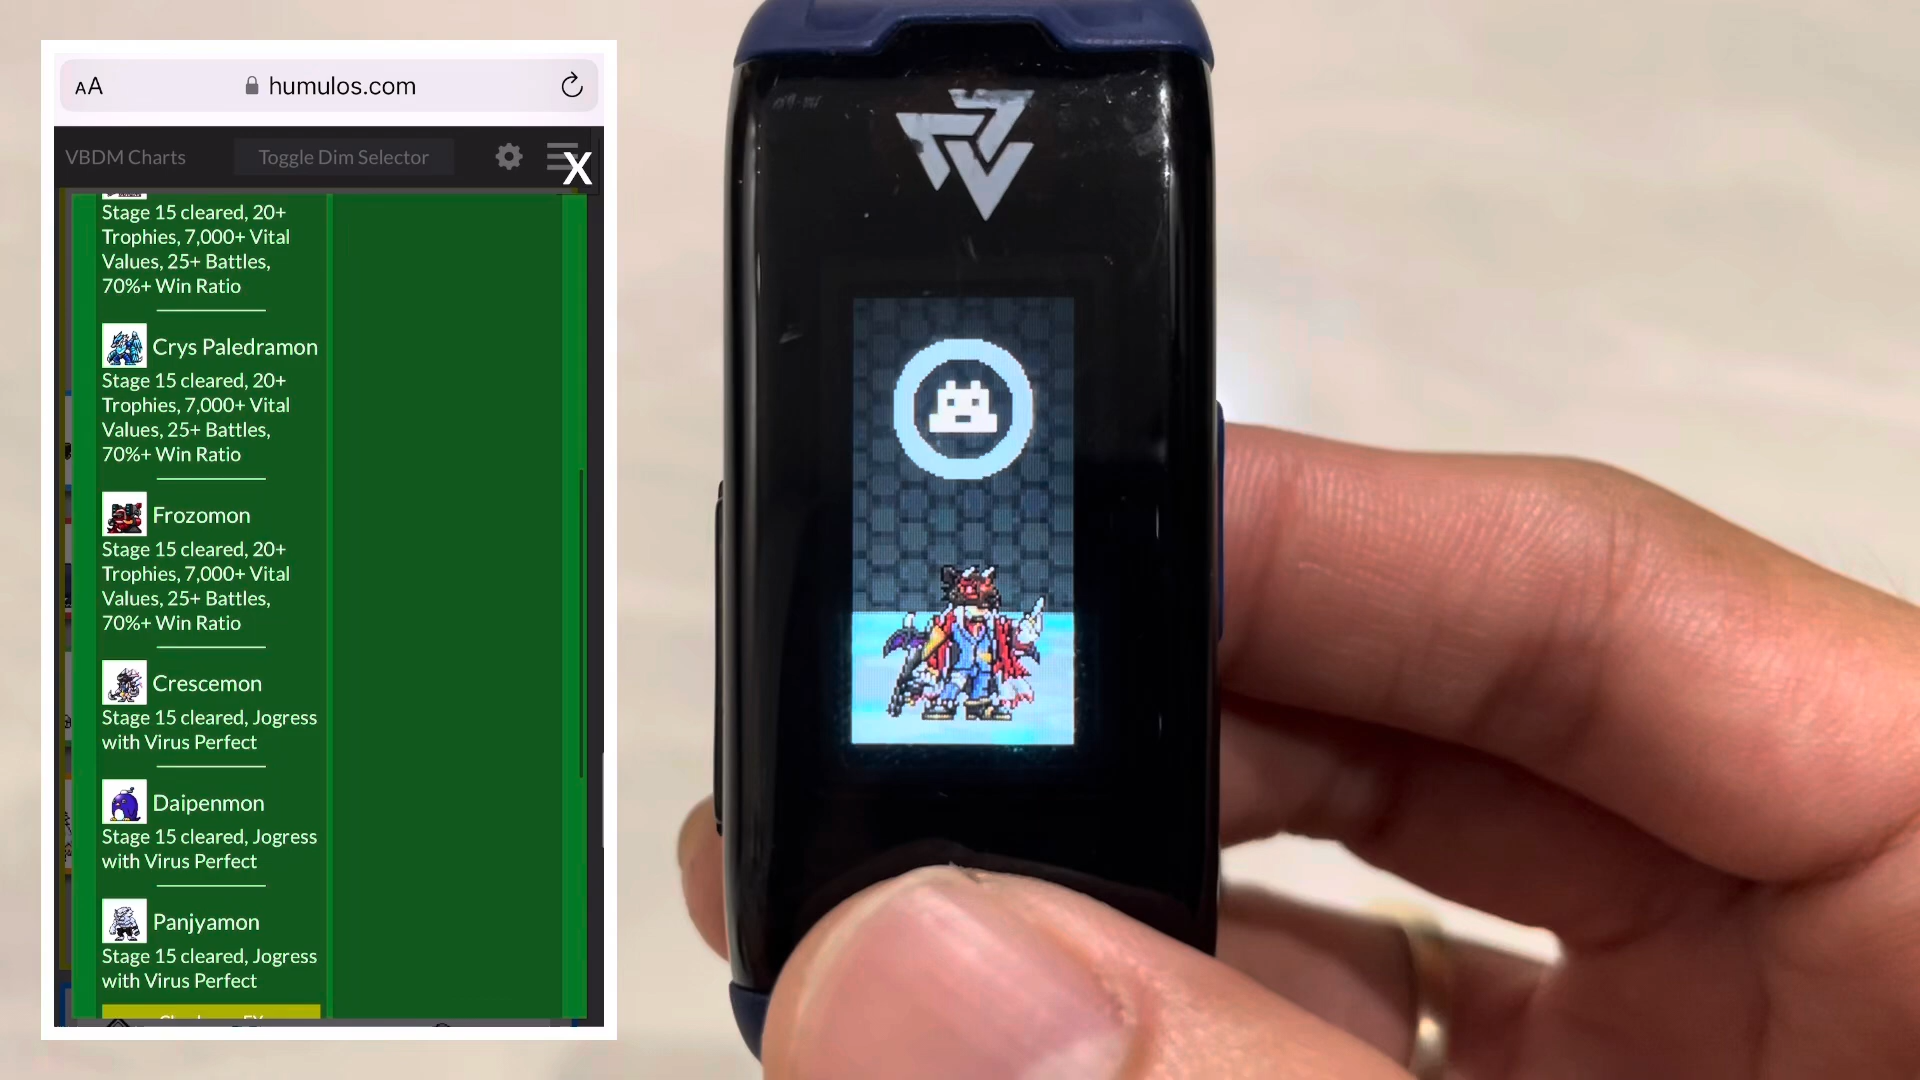 AA
humulos.com
VBDM Charts
Toggle Dim Selector
X
Stage 15 cleared, 20+
Trophies, 7,000+ Vital
Values, 25+ Battles,
70%+ Win Ratio
Crys Paledramon
Stage 15 cleared, 20+
Trophies, 7,000+ Vital
Values, 25+ Battles,
70%+ Win Ratio
Frozomon
Stage 15 cleared, 20+
Trophies, 7,000+ Vital
Values, 25+ Battles,
70%+ Win Ratio
Crescemon
Stage 15 cleared, Jogress
with Virus Perfect
Daipenmon
Stage 15 cleared, Jogress
with Virus Perfect
Panjyamon
Stage 15 cleared, Jogress
with Virus Perfect